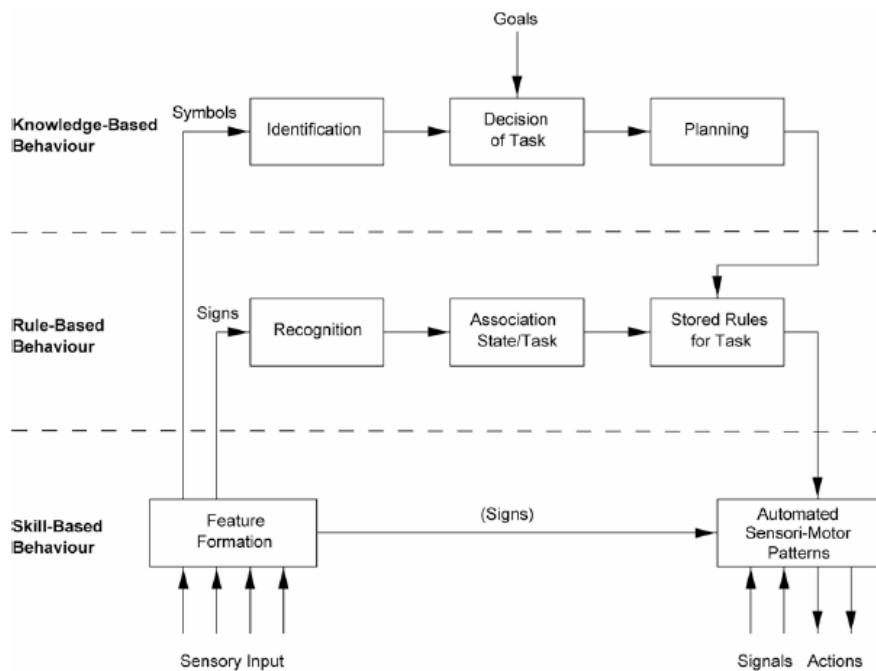 Goals
Symbols
Knowledge-Based
Behaviour
Identification
Decision
of Task
Planning
Signs
Rule-Based
Behaviour
Recognition
Association
State/Task
Stored Rules
for Task
Skill-Based
Behaviour
Feature
Formation
(Signs)
Automated
Sensori-Motor
Patterns
Sensory Input
Signals
Actions